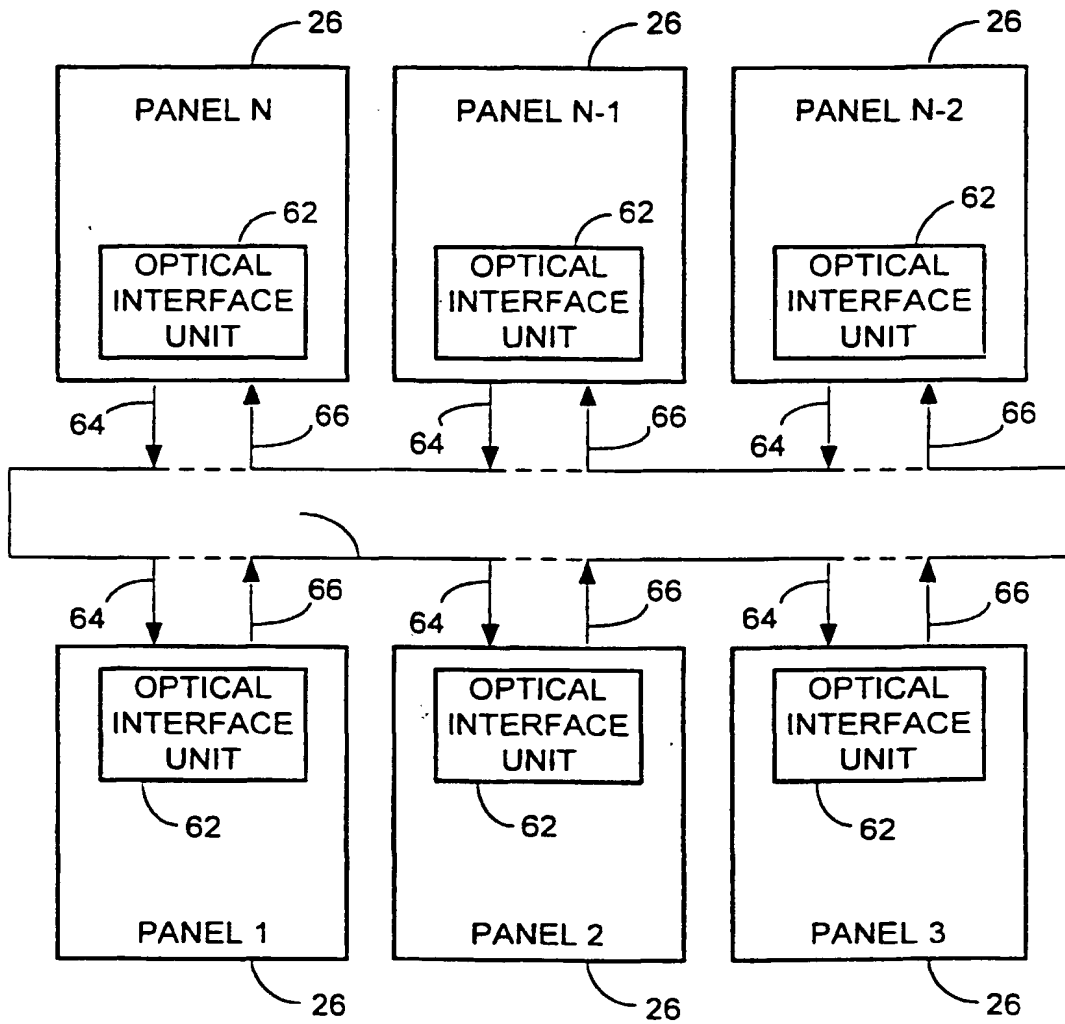 26 26 26
PANEL N PANEL N-1 PANEL N-2
62 62 62
OPTICAL INTERFACE UNIT
OPTICAL INTERFACE UNIT
OPTICAL INTERFACE UNIT
64 66 64 66 64 66
64 66 64 66 64 66
OPTICAL INTERFACE UNIT
OPTICAL INTERFACE UNIT
OPTICAL INTERFACE UNIT
62 62 62
PANEL 1 PANEL 2 PANEL 3
26 26 26